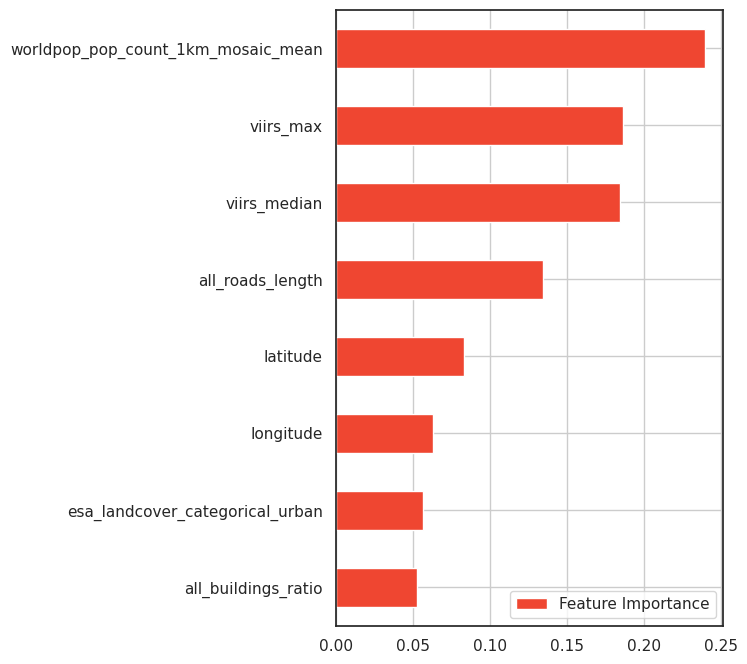 worldpop_pop_count_1km_mosaic_mean
viirs_max
viirs_median
all_roads_length
latitude
longitude
esa_landcover_categorical_urban
all_buildings_ratio
Feature Importance
0.00 0.05 0.10 0.15 0.20 0.25